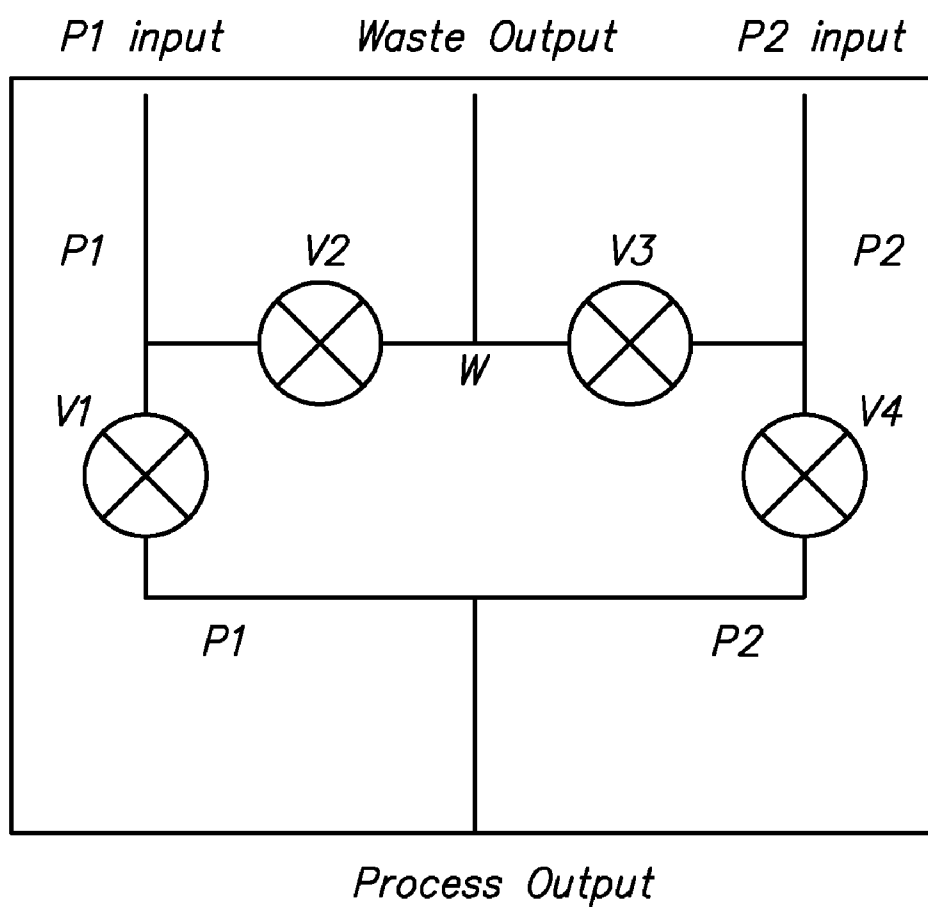 P1 input Waste Output P2 input
P1 V2 V3 P2
W
V1 V4
P1 P2
Process Output